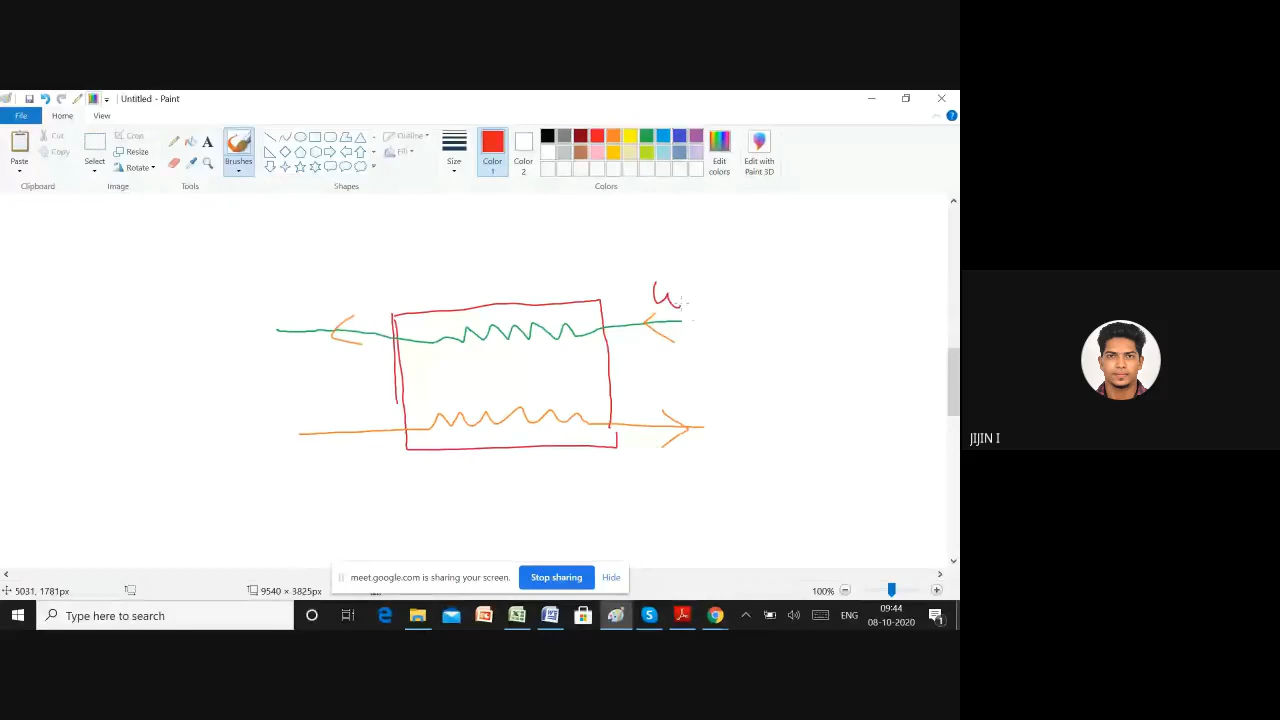 Untitled - Paint
File Home View
Paste
Cut
Copy
Clipboard
Select
Crop
Resize
Rotate
Image
A
Tools
Brushes
Outline
Fill
Shapes
Size
Color 1
Color 2
Edit colors
Edit with Paint 3D
Colors
JIJIN I
meet.google.com is sharing your screen.
Stop sharing
Hide
5031, 1781px
9540 × 3825px
100%
Type here to search
ENG
09:44
08-10-2020